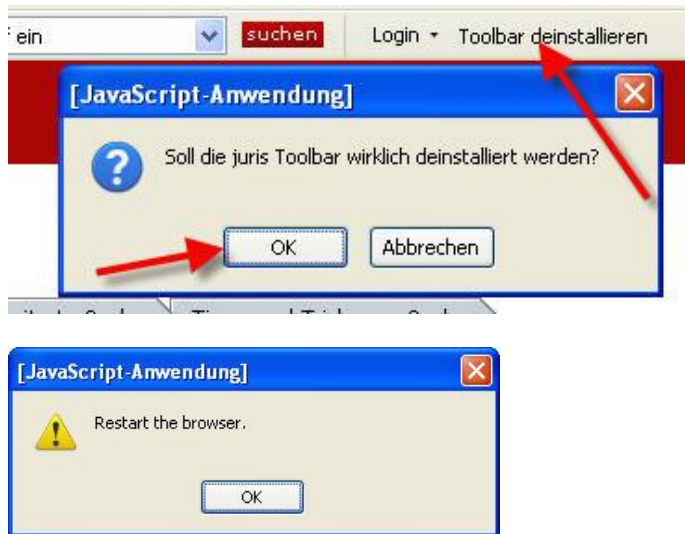 ein suchen Login Toolbar deinstallieren
[JavaScript-Anwendung]
Soll die juris Toolbar wirklich deinstalliert werden?
OK Abbrechen
[JavaScript-Anwendung]
Restart the browser.
OK